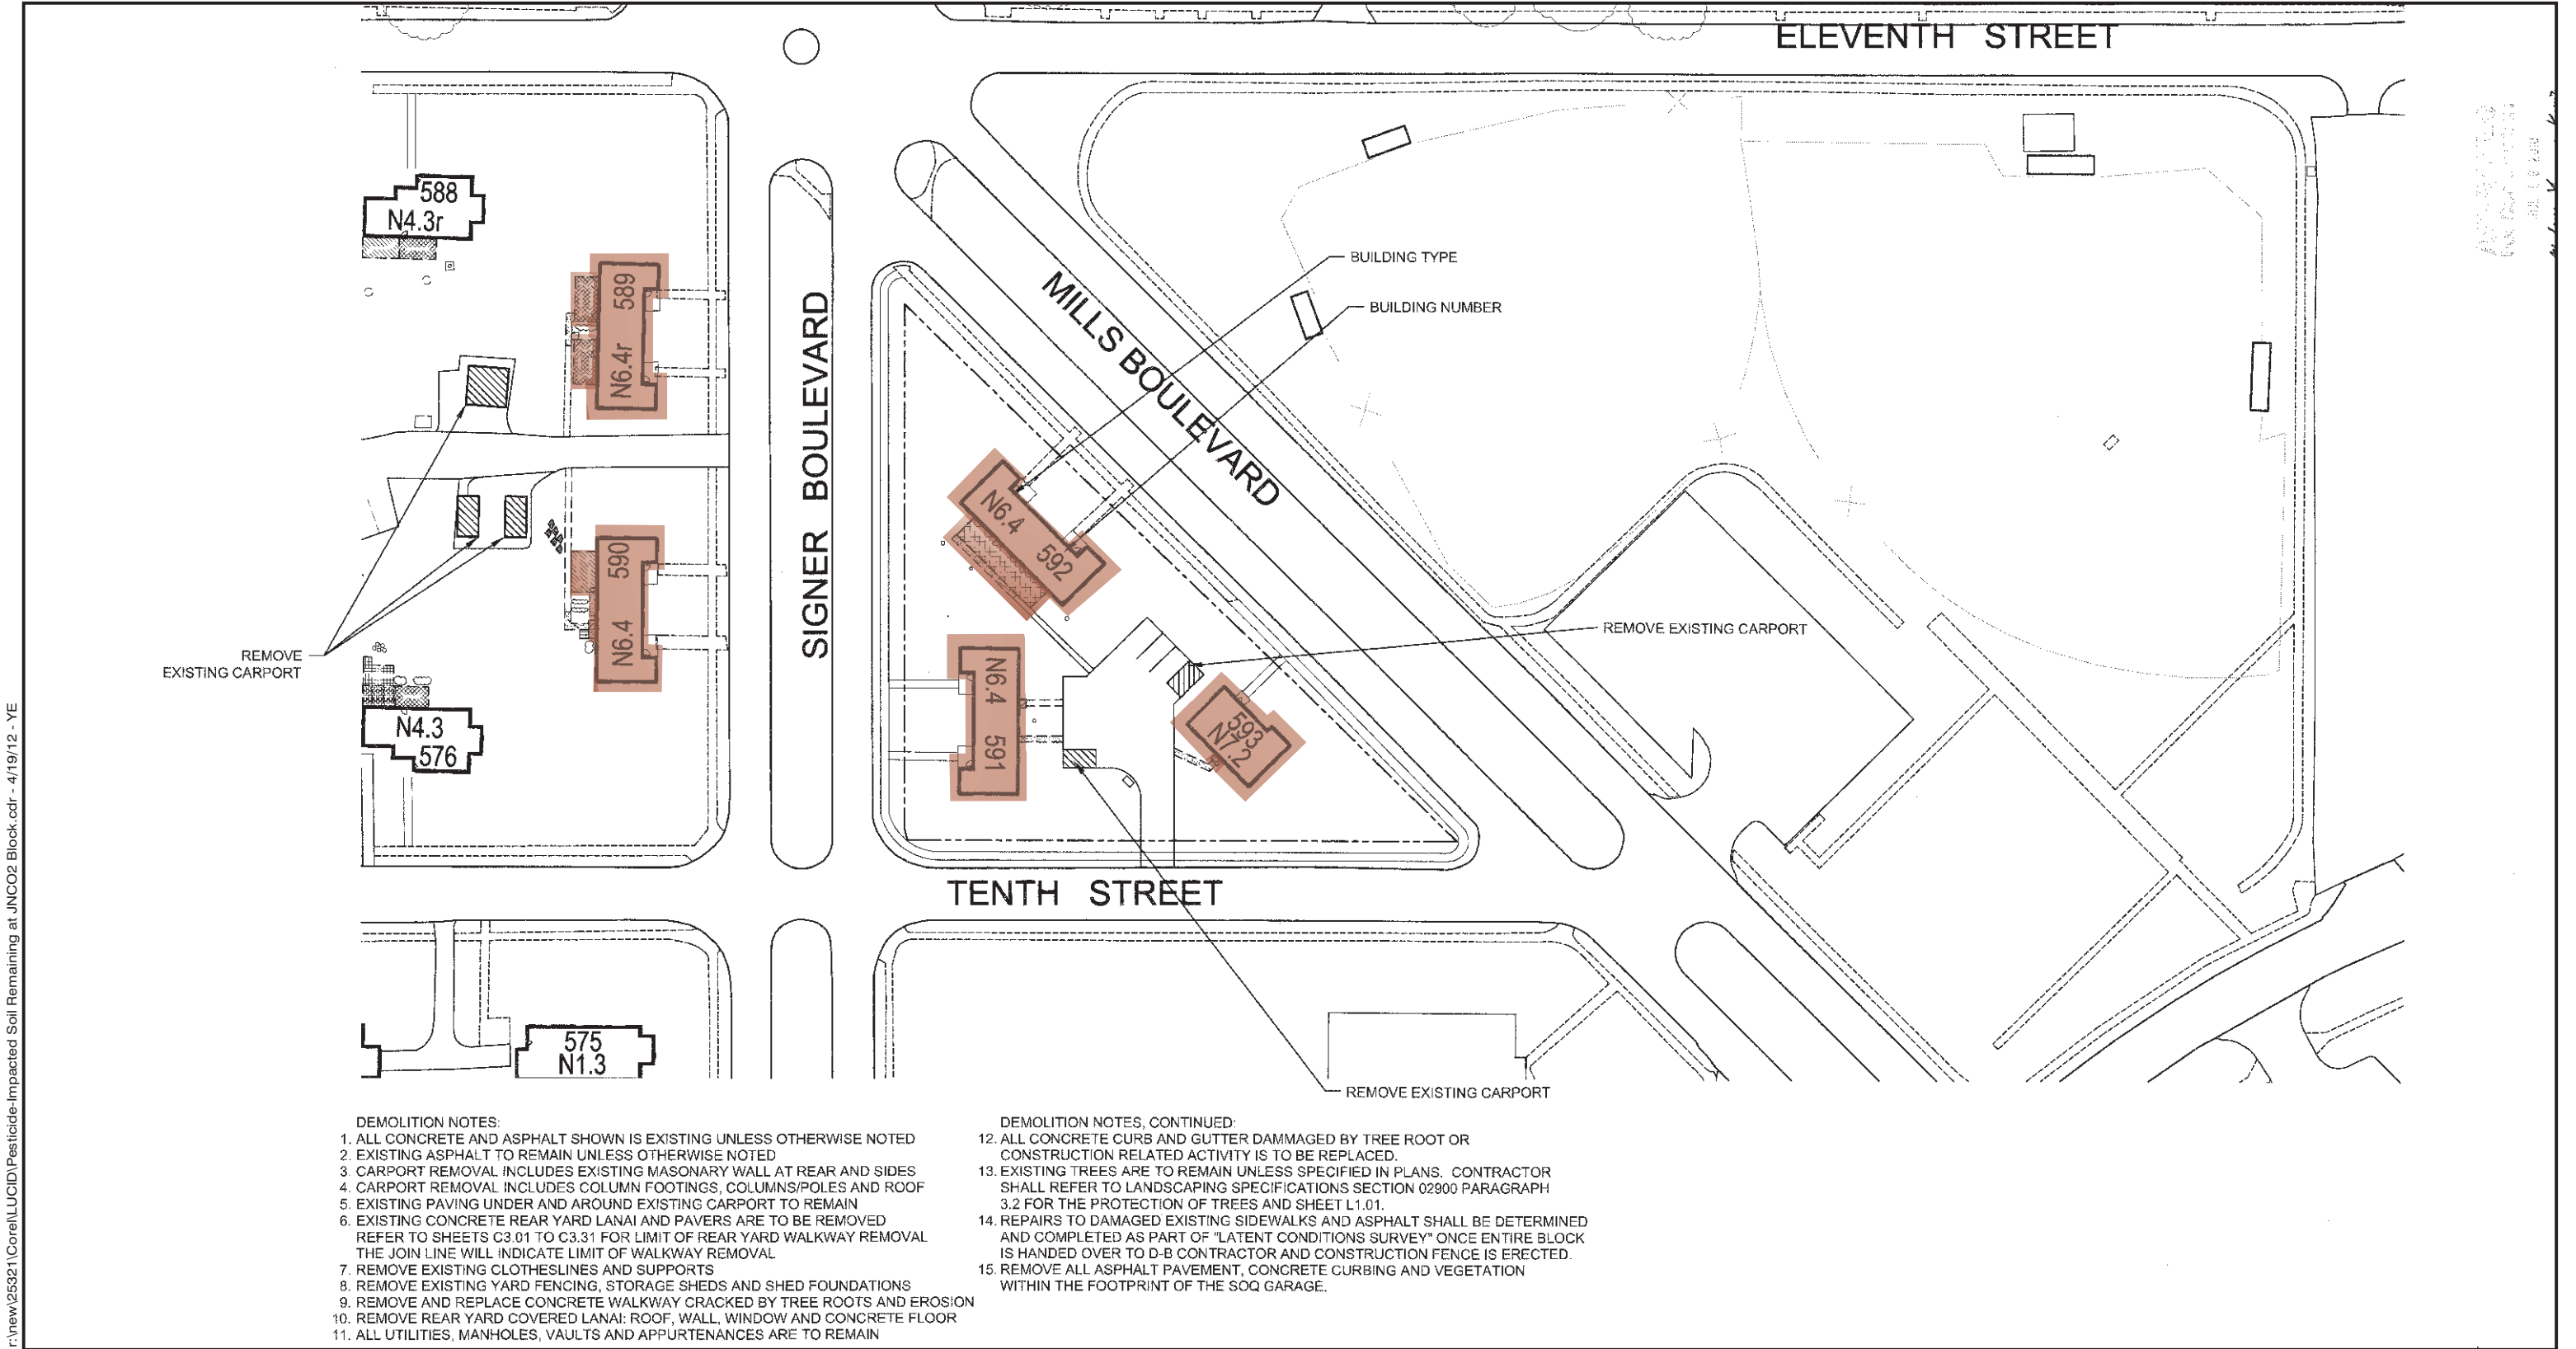 ELEVENTH STREET
588
N4.3r
589
N6.4r
SIGNER BOULEVARD
MILLS BOULEVARD
BUILDING TYPE
BUILDING NUMBER
N6.4
592
590
N6.4
REMOVE
EXISTING CARPORT
REMOVE EXISTING CARPORT
N6.4
591
593
N7.2
N4.3
576
TENTH STREET
575
N1.3
REMOVE EXISTING CARPORT
DEMOLITION NOTES:
1. ALL CONCRETE AND ASPHALT SHOWN IS EXISTING UNLESS OTHERWISE NOTED
2. EXISTING ASPHALT TO REMAIN UNLESS OTHERWISE NOTED
3. CARPORT REMOVAL INCLUDES EXISTING MASONARY WALL AT REAR AND SIDES
4. CARPORT REMOVAL INCLUDES COLUMN FOOTINGS, COLUMNS/POLES AND ROOF
5. EXISTING PAVING UNDER AND AROUND EXISTING CARPORT TO REMAIN
6. EXISTING CONCRETE REAR YARD LANAI AND PAVERS ARE TO BE REMOVED
REFER TO SHEETS C3.01 TO C3.31 FOR LIMIT OF REAR YARD WALKWAY REMOVAL
THE JOIN LINE WILL INDICATE LIMIT OF WALKWAY REMOVAL
7. REMOVE EXISTING CLOTHESLINES AND SUPPORTS
8. REMOVE EXISTING YARD FENCING, STORAGE SHEDS AND SHED FOUNDATIONS
9. REMOVE AND REPLACE CONCRETE WALKWAY CRACKED BY TREE ROOTS AND EROSION
10. REMOVE REAR YARD COVERED LANAI: ROOF, WALL, WINDOW AND CONCRETE FLOOR
11. ALL UTILITIES, MANHOLES, VAULTS AND APPURTENANCES ARE TO REMAIN
DEMOLITION NOTES, CONTINUED:
12. ALL CONCRETE CURB AND GUTTER DAMMAGED BY TREE ROOT OR
CONSTRUCTION RELATED ACTIVITY IS TO BE REPLACED.
13. EXISTING TREES ARE TO REMAIN UNLESS SPECIFIED IN PLANS. CONTRACTOR
SHALL REFER TO LANDSCAPING SPECIFICATIONS SECTION 02900 PARAGRAPH
3.2 FOR THE PROTECTION OF TREES AND SHEET L1.01.
14. REPAIRS TO DAMAGED EXISTING SIDEWALKS AND ASPHALT SHALL BE DETERMINED
AND COMPLETED AS PART OF "LATENT CONDITIONS SURVEY" ONCE ENTIRE BLOCK
IS HANDED OVER TO D-B CONTRACTOR AND CONSTRUCTION FENCE IS ERECTED.
15. REMOVE ALL ASPHALT PAVEMENT, CONCRETE CURBING AND VEGETATION
WITHIN THE FOOTPRINT OF THE SOQ GARAGE.
r:\new\25321\Corel\LUCID\Pesticide-Impacted Soil Remaining at JNCO2 Block.cdr - 4/19/12 - YE